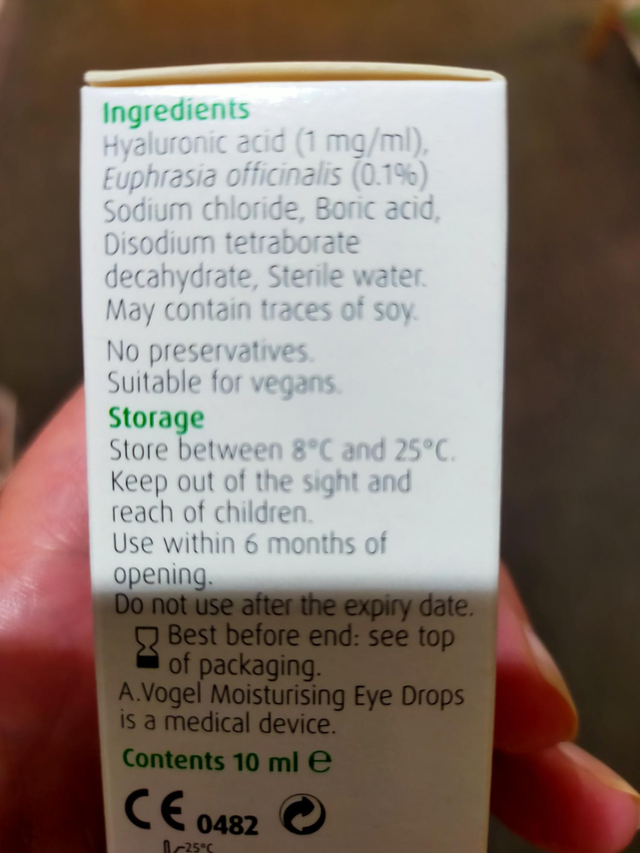 Ingredients
Hyaluronic acid (1 mg/ml),
Euphrasia officinalis (0.1%)
Sodium chloride, Boric acid,
Disodium tetraborate
decahydrate, Sterile water.
May contain traces of soy.
No preservatives.
Suitable for vegans.
Storage
Store between 8°C and 25°C.
Keep out of the sight and
reach of children.
Use within 6 months of
opening.
Do not use after the expiry date.
Best before end: see top
of packaging.
A.Vogel Moisturising Eye Drops
is a medical device.
Contents 10 ml ℮
CE 0482
25°C